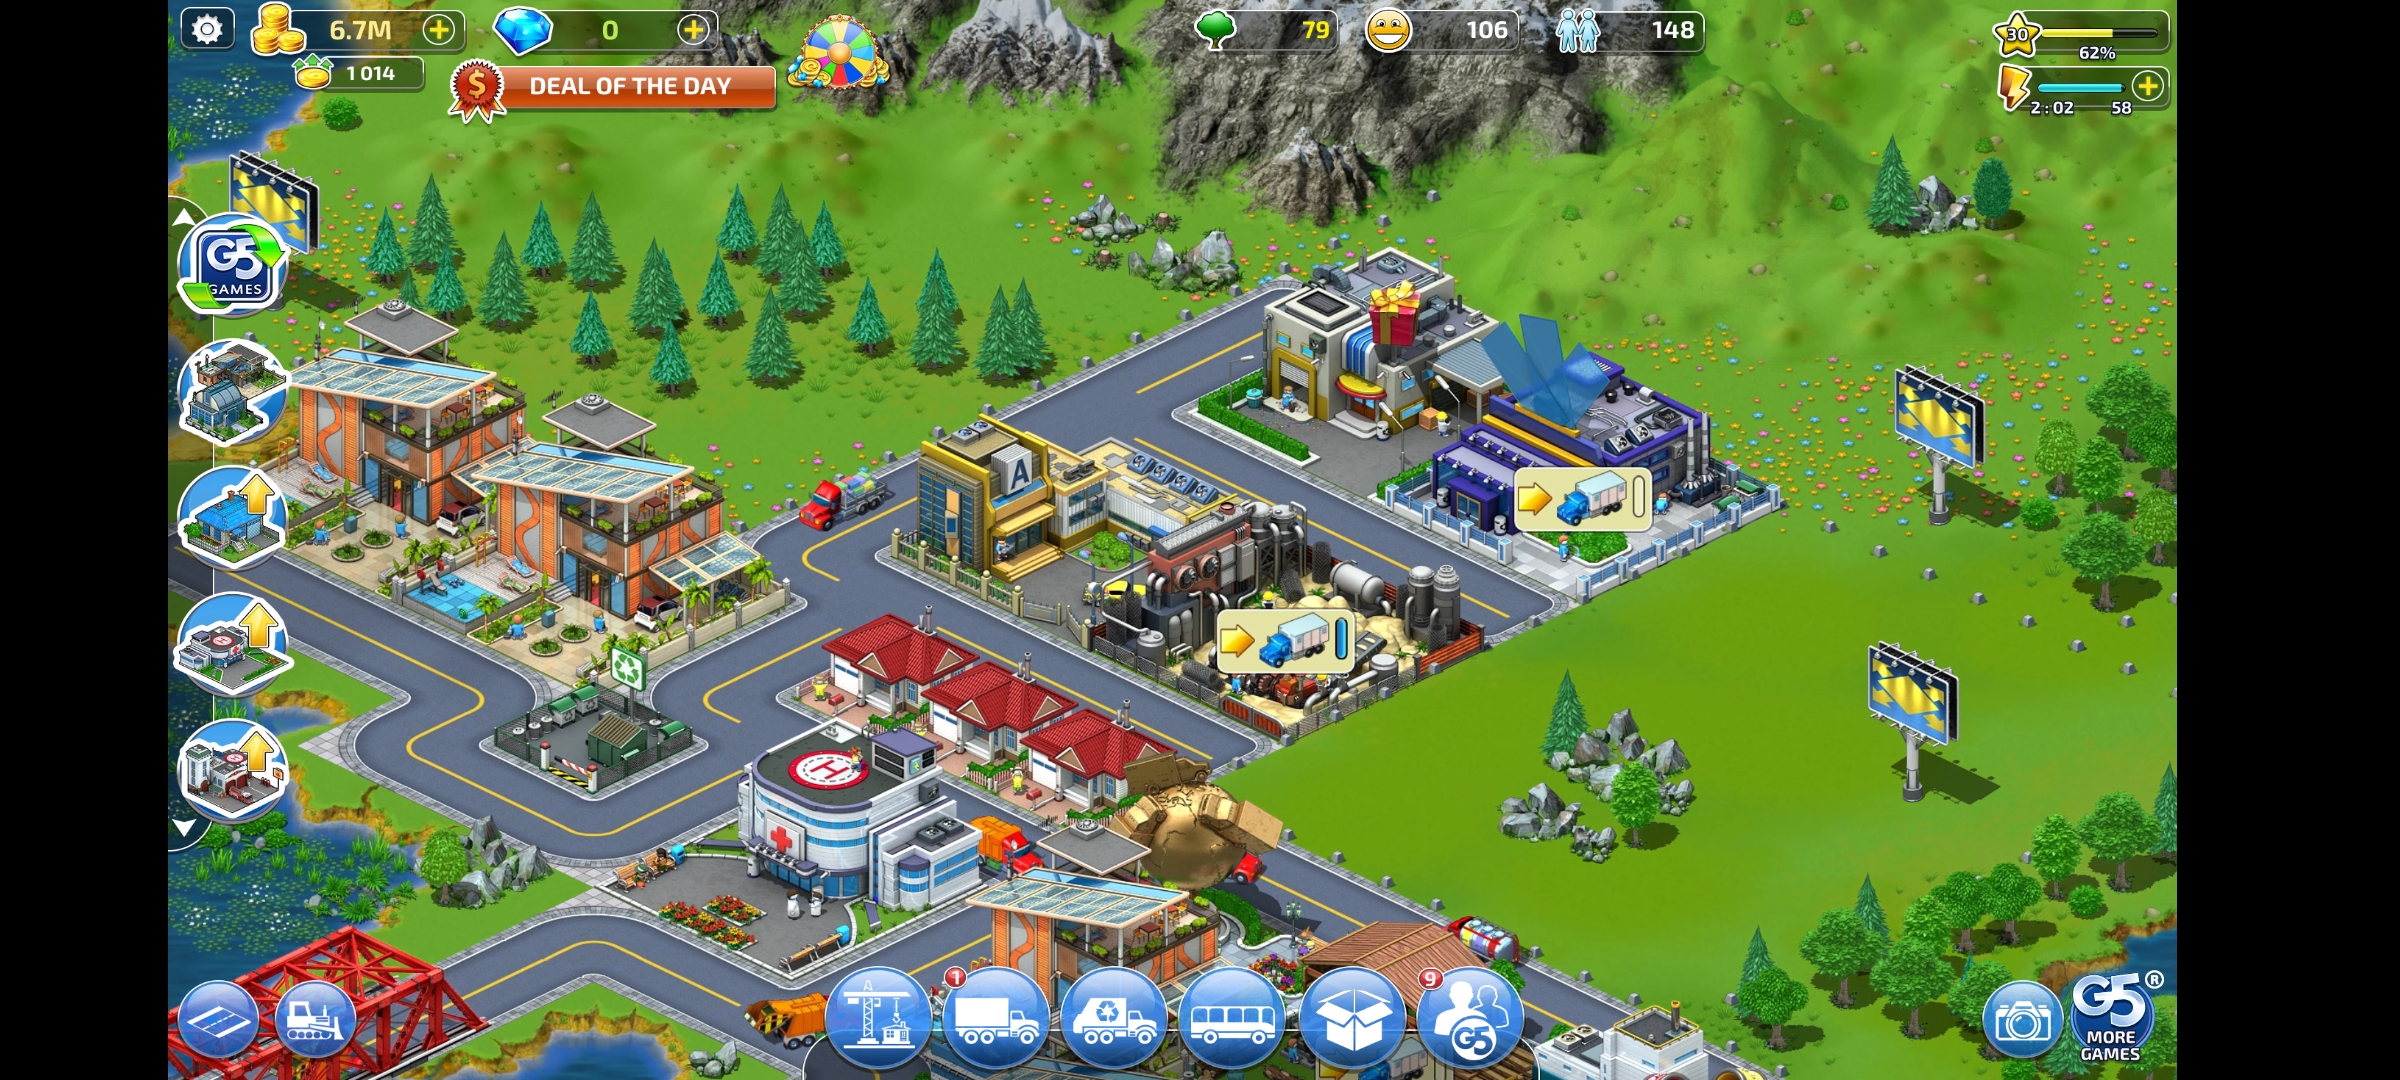 6.7M
0
79
106
148
30
62%
1 014
DEAL OF THE DAY
2:02
58
G5
GAMES
A
H
1
9
G5
G5®
MORE
GAMES